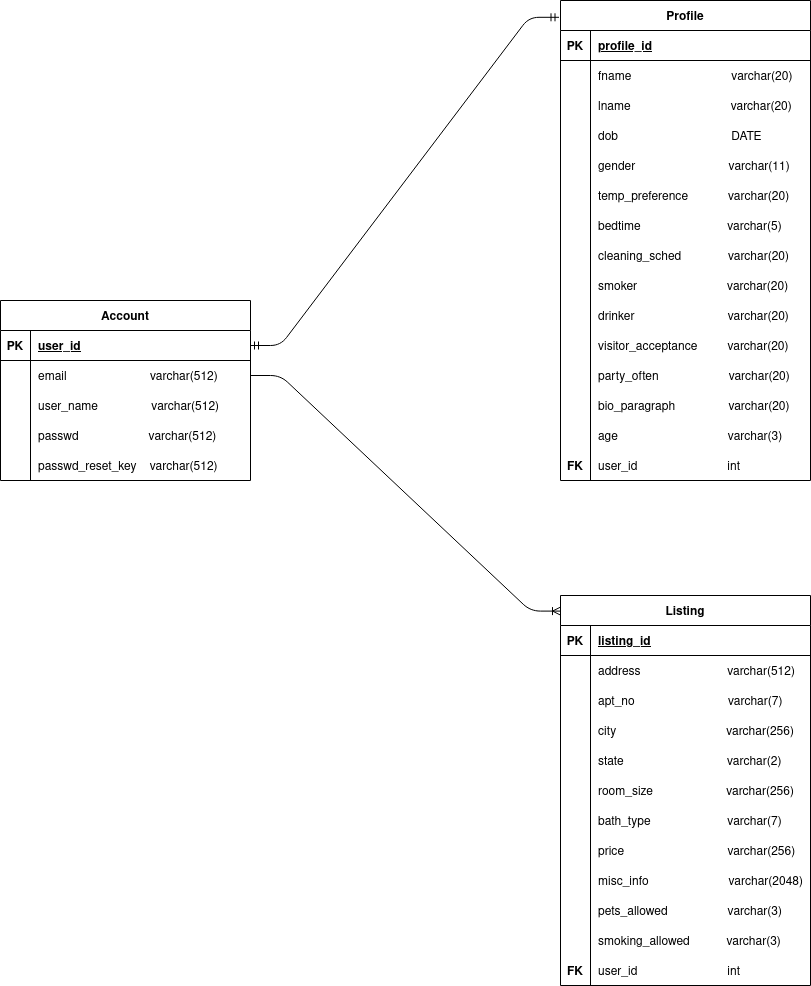 Profile
PK profile_id
fname varchar(20)
lname varchar(20)
dob DATE
gender varchar(11)
temp_preference varchar(20)
bedtime varchar(5)
cleaning_sched varchar(20)
smoker varchar(20)
drinker varchar(20)
visitor_acceptance varchar(20)
party_often varchar(20)
bio_paragraph varchar(20)
age varchar(3)
FK user_id int
Account
PK user_id
email varchar(512)
user_name varchar(512)
passwd varchar(512)
passwd_reset_key varchar(512)
Listing
PK listing_id
address varchar(512)
apt_no varchar(7)
city varchar(256)
state varchar(2)
room_size varchar(256)
bath_type varchar(7)
price varchar(256)
misc_info varchar(2048)
pets_allowed varchar(3)
smoking_allowed varchar(3)
FK user_id int